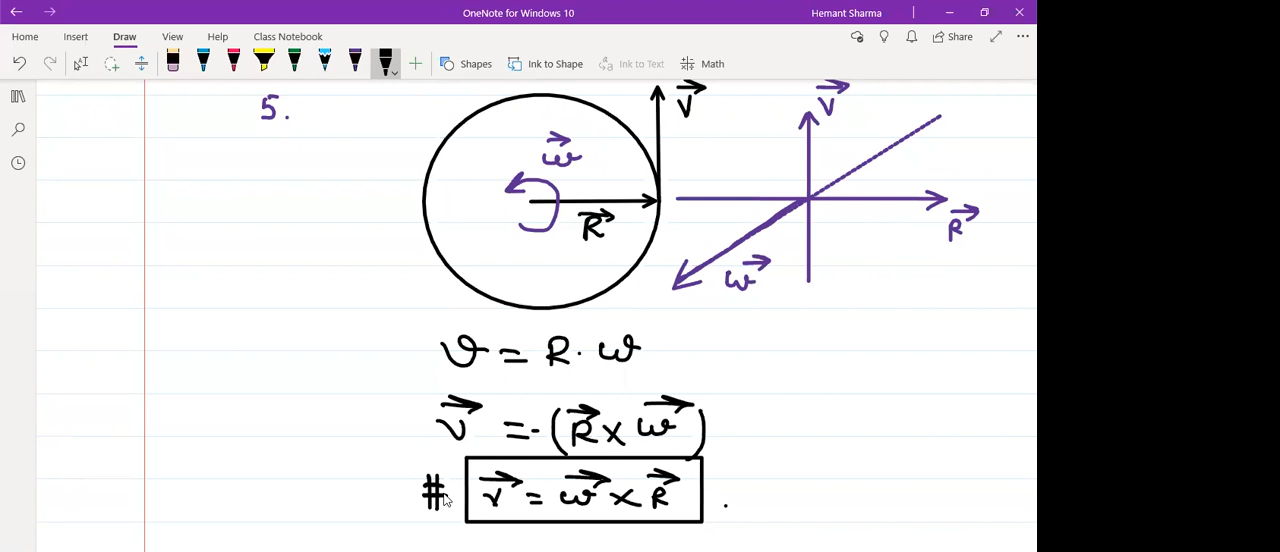 OneNote for Windows 10
Hemant Sharma
Home Insert Draw View Help Class Notebook
Share
Shapes Ink to Shape Ink to Text Math
5.
→V
→V
→ω
→R
→R
→ω
v = R · ω
→V = - (→R × →ω)
# →v = →ω × →R .